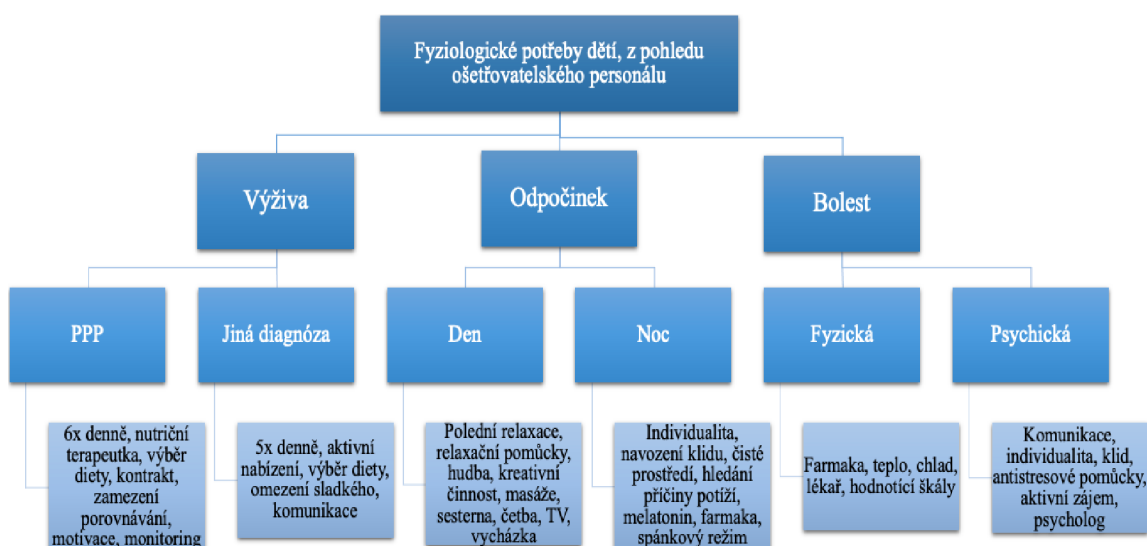 Fyziologické potřeby dětí, z pohledu
ošetřovatelského personálu
Výživa
Odpočinek
Bolest
PPP
Jiná diagnóza
Den
Noc
Fyzická
Psychická
6x denně, nutriční
terapeutka, výběr
diety, kontrakt,
zamezení
porovnávání,
motivace, monitoring
5x denně, aktivní
nabízení, výběr diety,
omezení sladkého,
komunikace
Polední relaxace,
relaxační pomůcky,
hudba, kreativní
činnost, masáže,
sesterna, četba, TV,
vycházka
Individualita,
navození klidu, čisté
prostředí, hledání
příčiny potíží,
melatonin, farmaka,
spánkový režim
Farmaka, teplo, chlad,
lékař, hodnotící škály
Komunikace,
individualita, klid,
antistresové pomůcky,
aktivní zájem,
psycholog